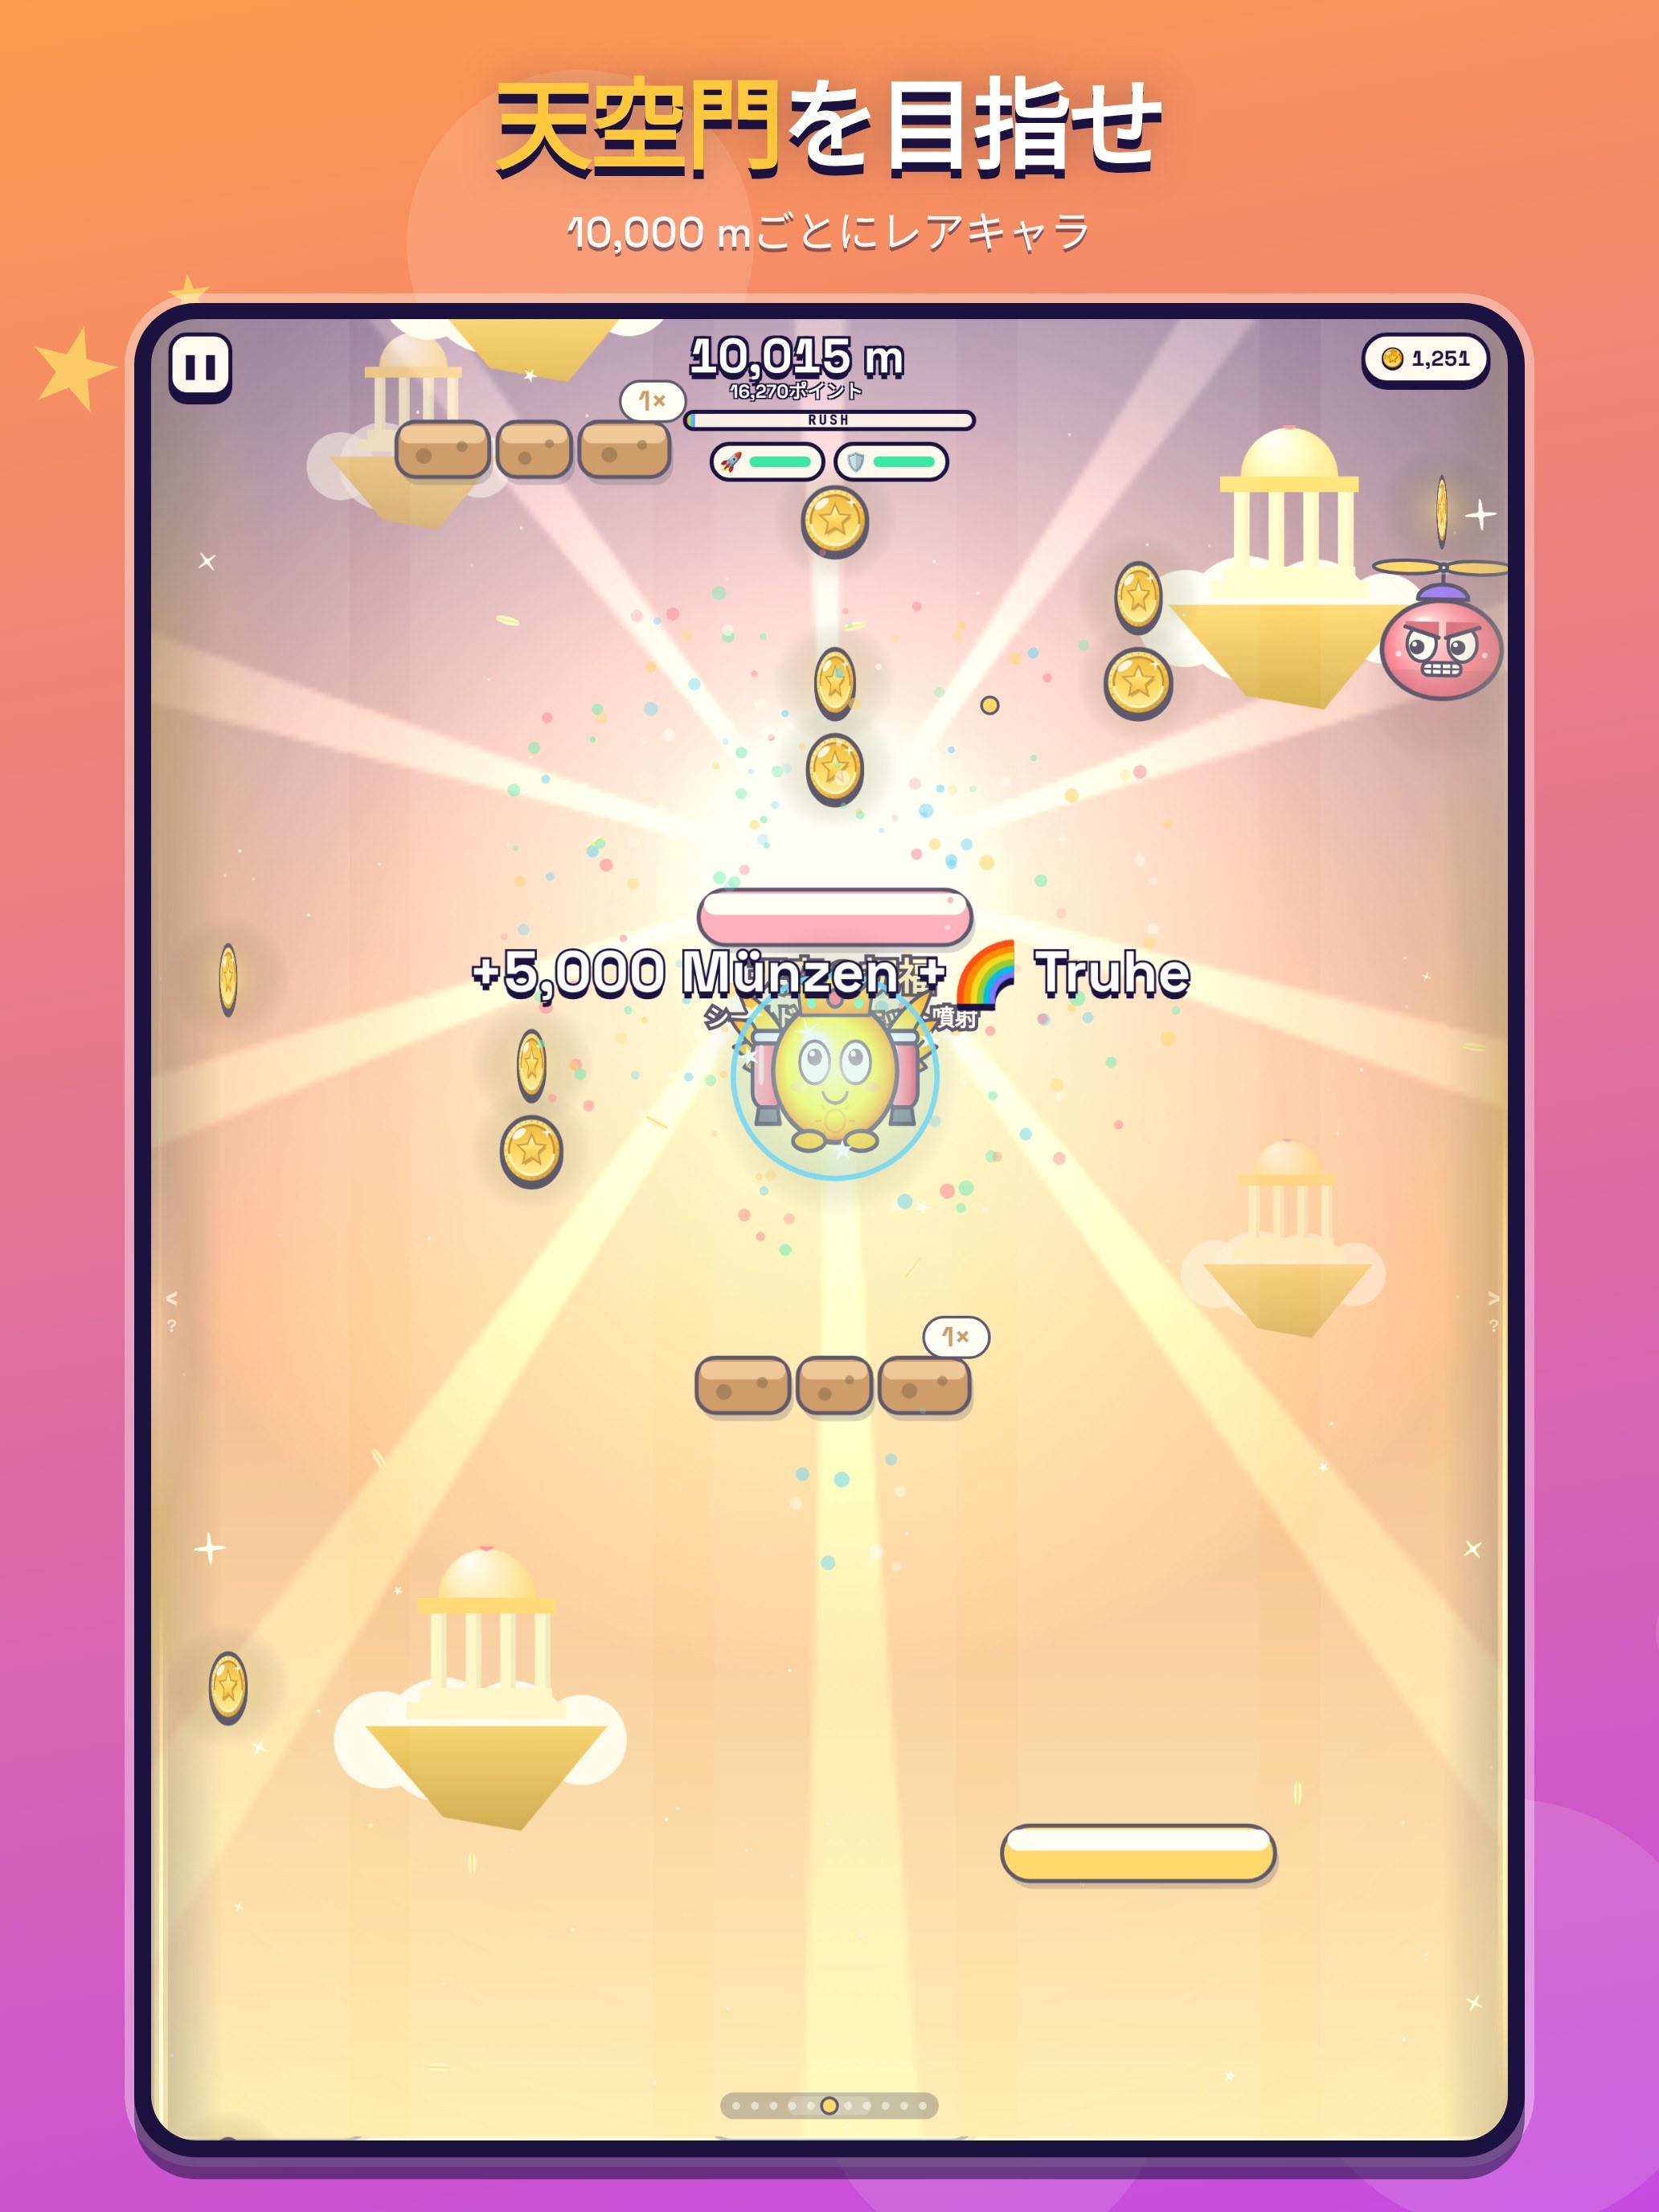 天空門を目指せ
10,000 mごとにレアキャラ
10,015 m
1,251
16,270ポイント
1×
RUSH
+5,000 Münzen + 🌈 Truhe
噴射
<
?
>
?
1×